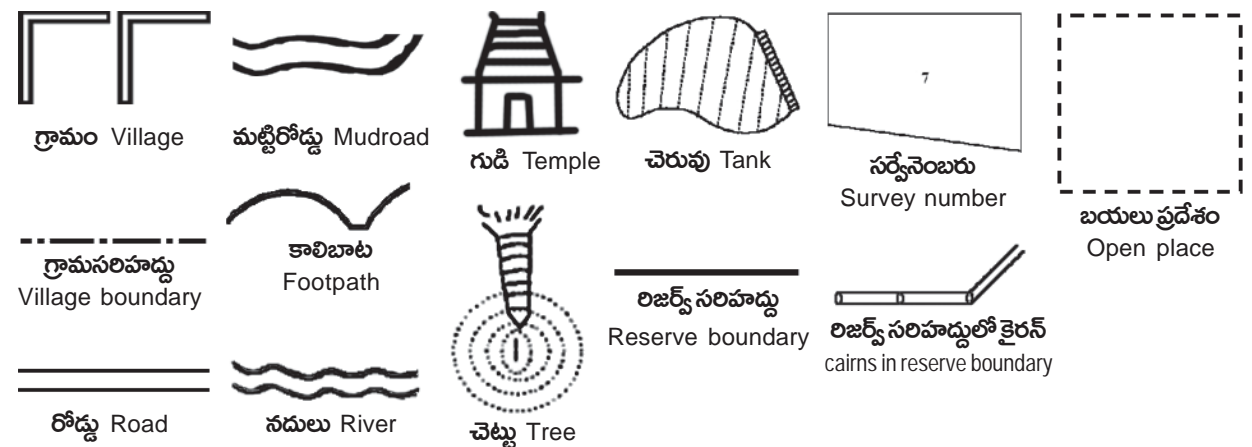 గ్రామం Village
మట్టిరోడ్డు Mudroad
గుడి Temple
చెరువు Tank
7
సర్వేనెంబరు
Survey number
బయలు ప్రదేశం
Open place
గ్రామసరిహద్దు
Village boundary
కాలిబాట
Footpath
రిజర్వ్ సరిహద్దు
Reserve boundary
రిజర్వ్ సరిహద్దులో కైరన్
cairns in reserve boundary
రోడ్డు Road
నదులు River
చెట్టు Tree